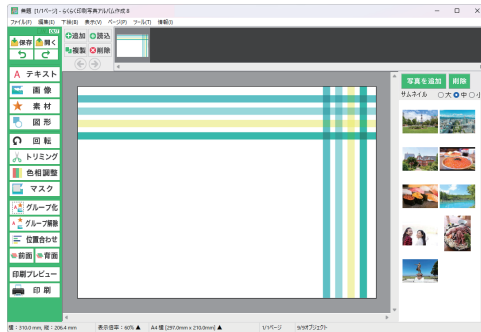 無題 [1/1ページ] - らくらく印刷写真アルバム作成８
ファイル(F) 編集(E) 下絵(B) 表示(V) ページ(P) ツール(T) 情報(I)
保存 開く
追加 読込
複製 削除
A テキスト
画 像
素 材
図 形
回 転
トリミング
色相調整
マスク
グループ化
グループ解除
位置合わせ
前面 背面
印刷プレビュー
印 刷
写真を追加 削除
サムネイル 大 中 小
横 : 310.0 mm, 縦 : 206.4 mm 表示倍率 : 60% ▲ A4 横 [297.0mm x 210.0mm] ▲ 1/1ページ 9/9オブジェクト